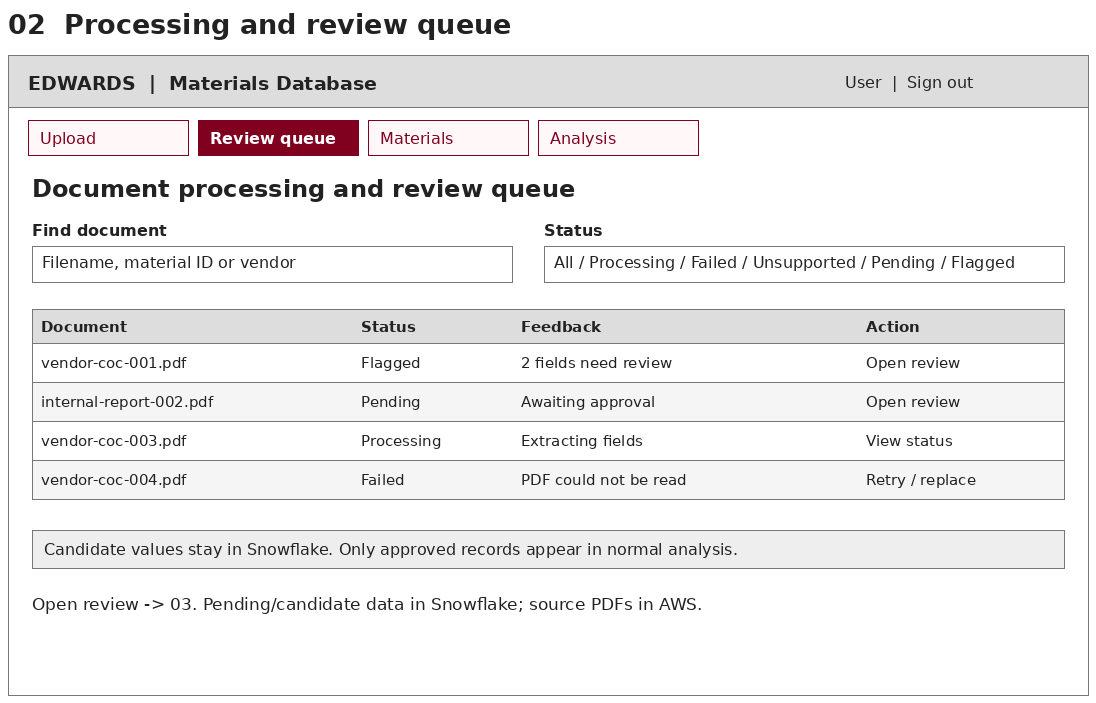 02  Processing and review queue
EDWARDS  |  Materials Database
User  |  Sign out
Upload
Review queue
Materials
Analysis
Document processing and review queue
Find document
Status
Filename, material ID or vendor
All / Processing / Failed / Unsupported / Pending / Flagged
Document Status Feedback Action
vendor-coc-001.pdf Flagged 2 fields need review Open review
internal-report-002.pdf Pending Awaiting approval Open review
vendor-coc-003.pdf Processing Extracting fields View status
vendor-coc-004.pdf Failed PDF could not be read Retry / replace
Candidate values stay in Snowflake. Only approved records appear in normal analysis.
Open review -> 03. Pending/candidate data in Snowflake; source PDFs in AWS.